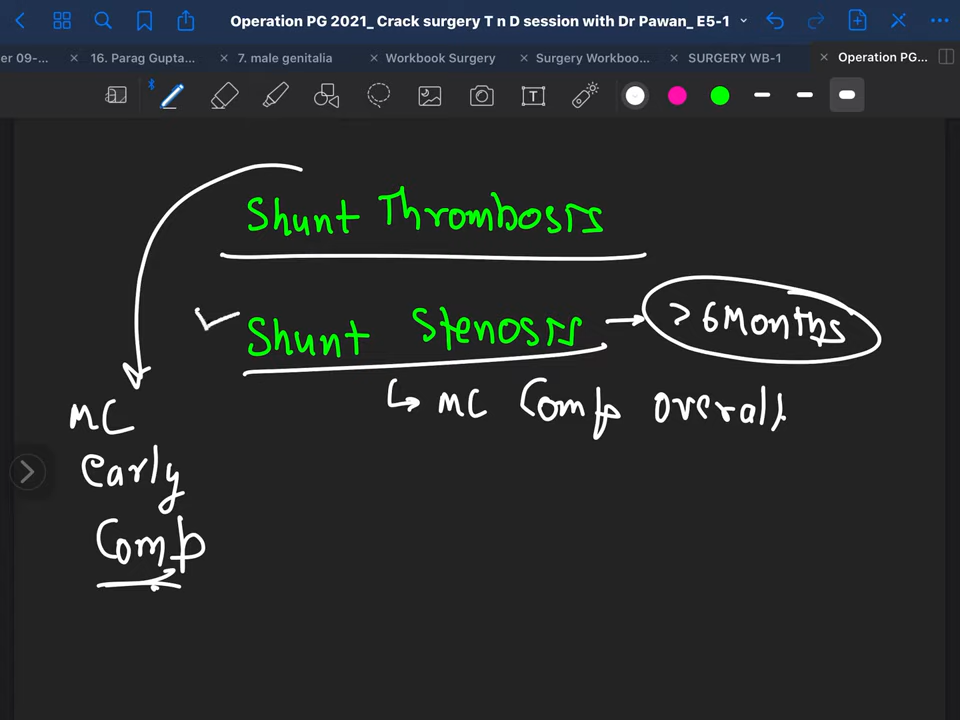 Operation PG 2021_ Crack surgery T n D session with Dr Pawan_ E5-1
er 09-...
16. Parag Gupta...
7. male genitalia
Workbook Surgery
Surgery Workboo...
SURGERY WB-1
Operation PG...
Shunt Thrombosis
Shunt Stenosis → >6 Months
↳ MC Comp overall
MC
early
Comp